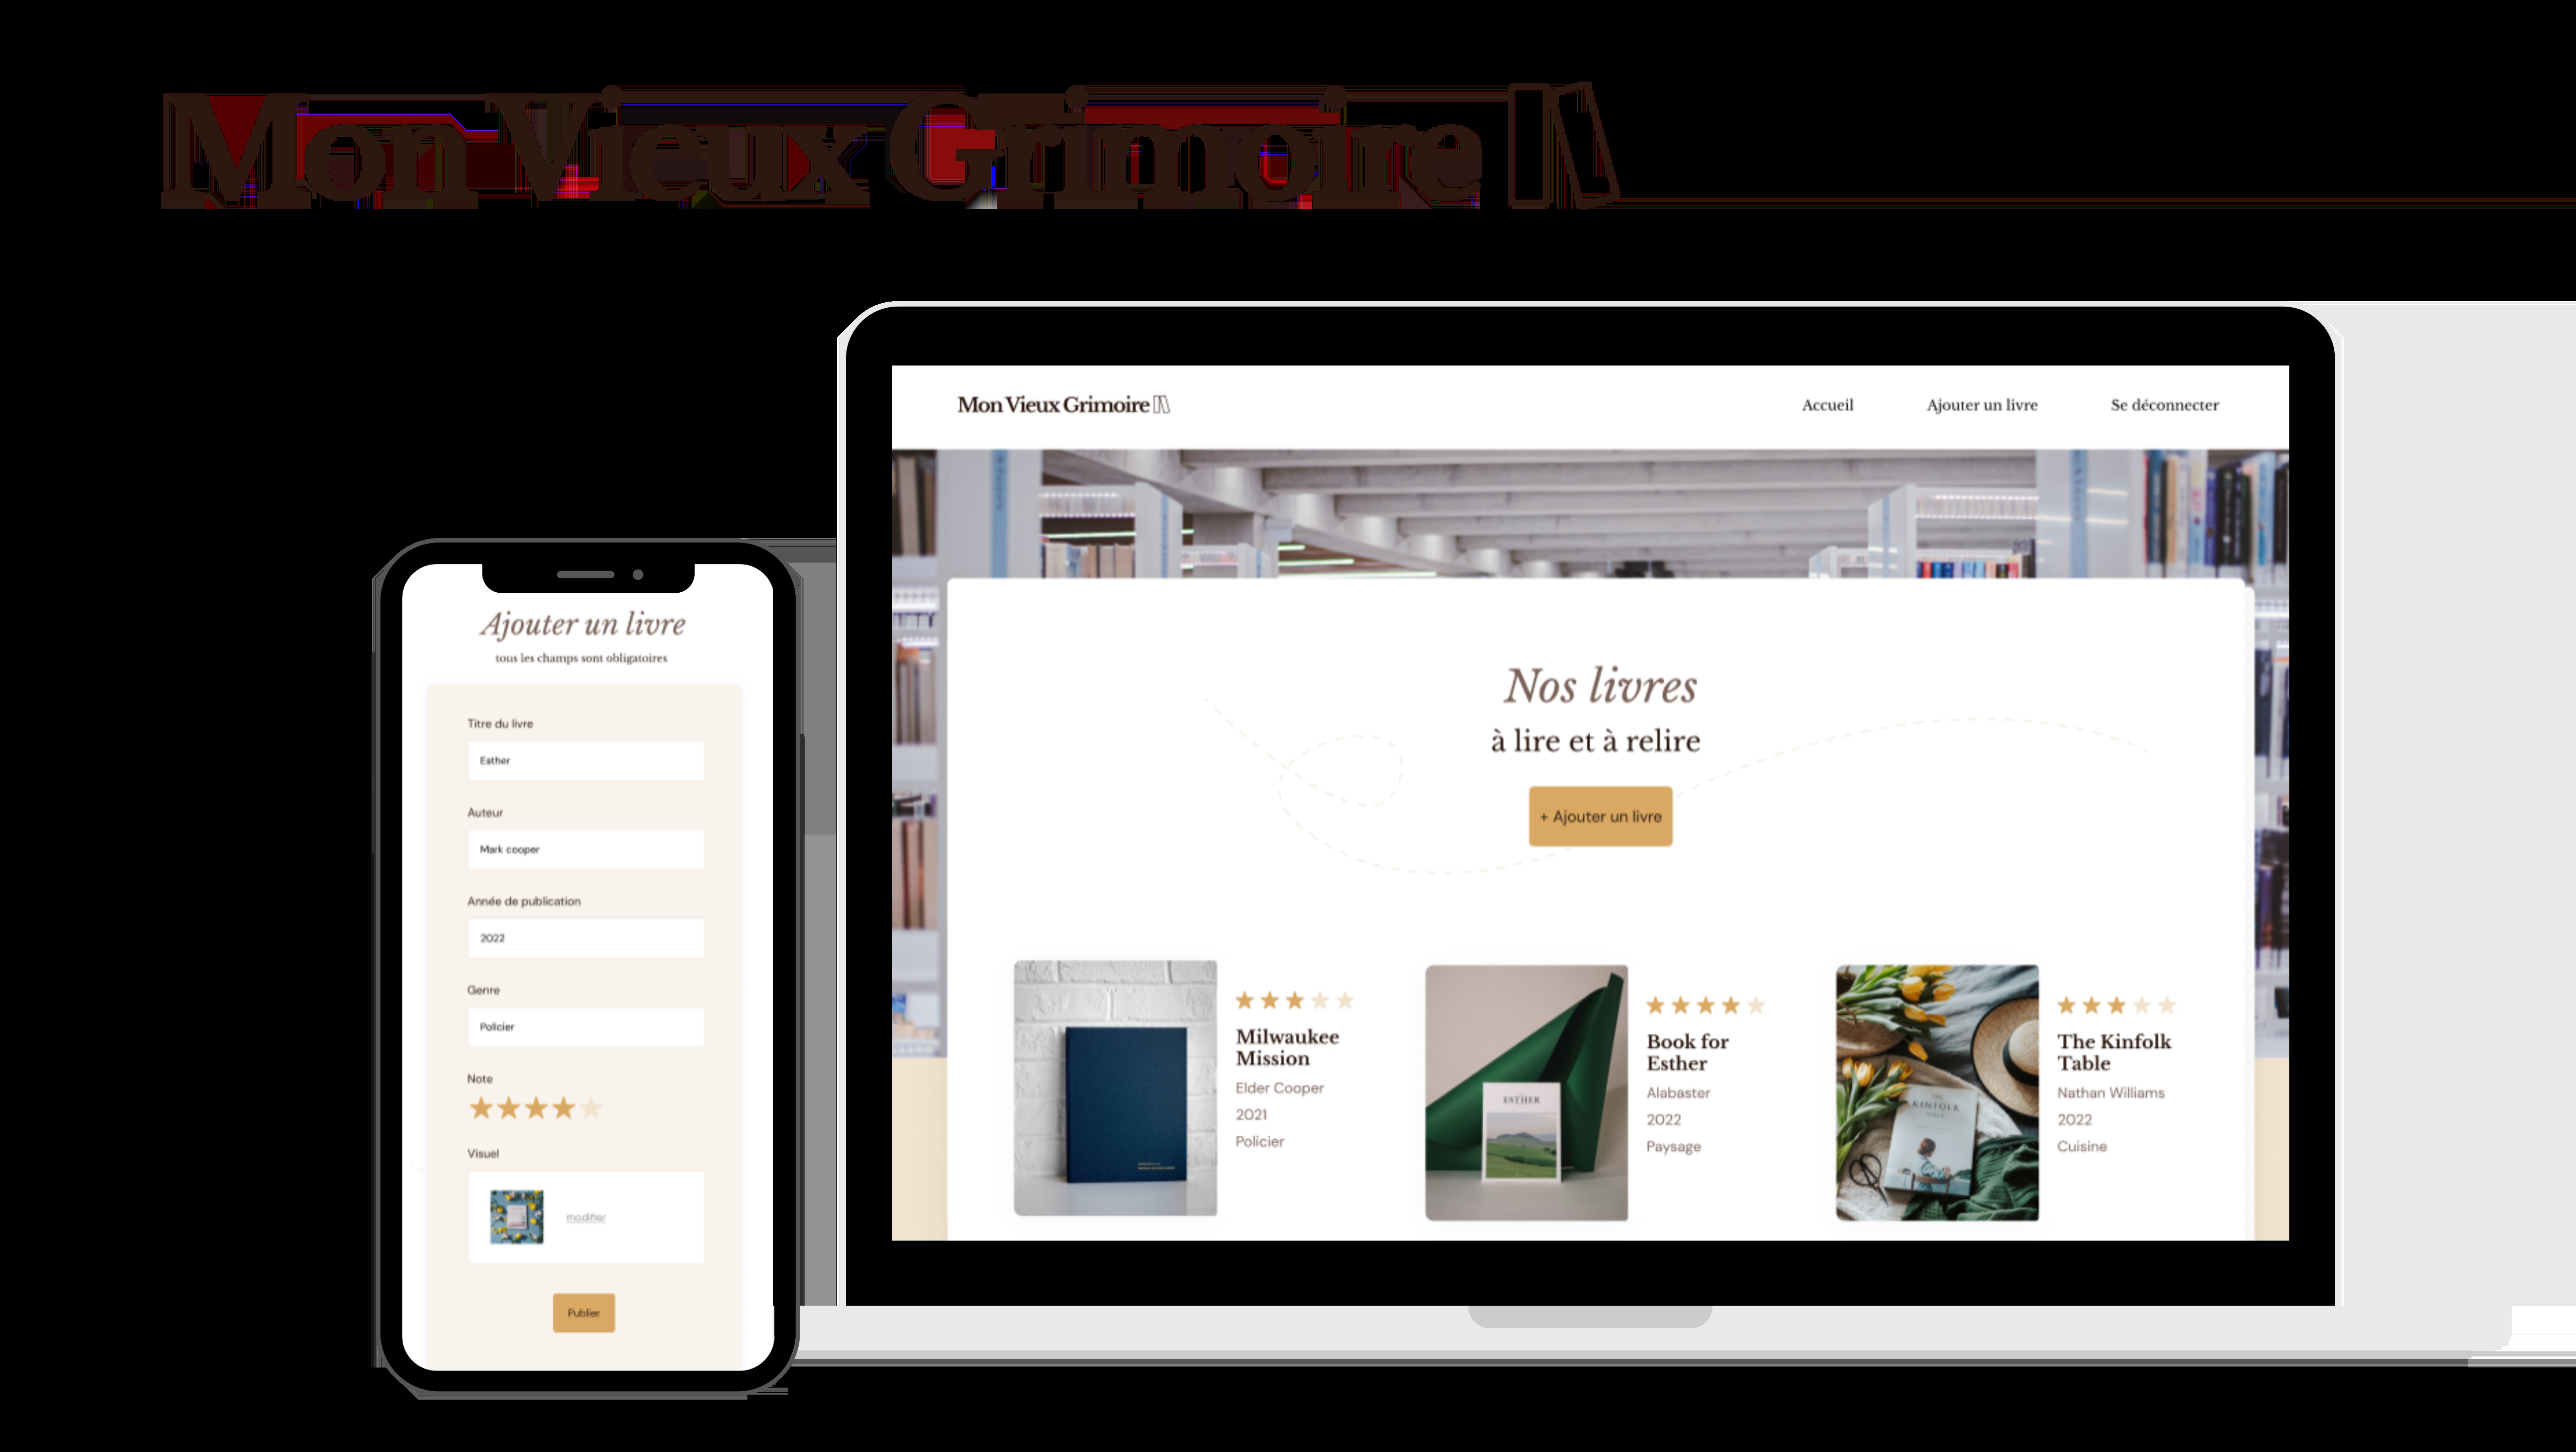 Mon Vieux Grimoire
Ajouter un livre
tous les champs sont obligatoires
Titre du livre
Esther
Auteur
Mark cooper
Année de publication
2022
Genre
Policier
Note
Visuel
modifier
Publier
Mon Vieux Grimoire
Accueil
Ajouter un livre
Se déconnecter
Nos livres
à lire et à relire
+ Ajouter un livre
Milwaukee
Mission
Elder Cooper
2021
Policier
ESTHER
Book for
Esther
Alabaster
2022
Paysage
THE
KINFOLK
The Kinfolk
Table
Nathan Williams
2022
Cuisine